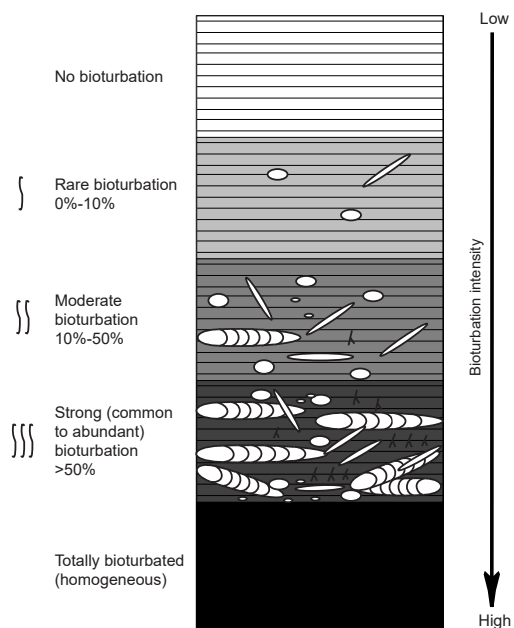 Low
No bioturbation
Rare bioturbation
0%-10%
Moderate
bioturbation
10%-50%
Bioturbation intensity
Strong (common
to abundant)
bioturbation
>50%
Totally bioturbated
(homogeneous)
High